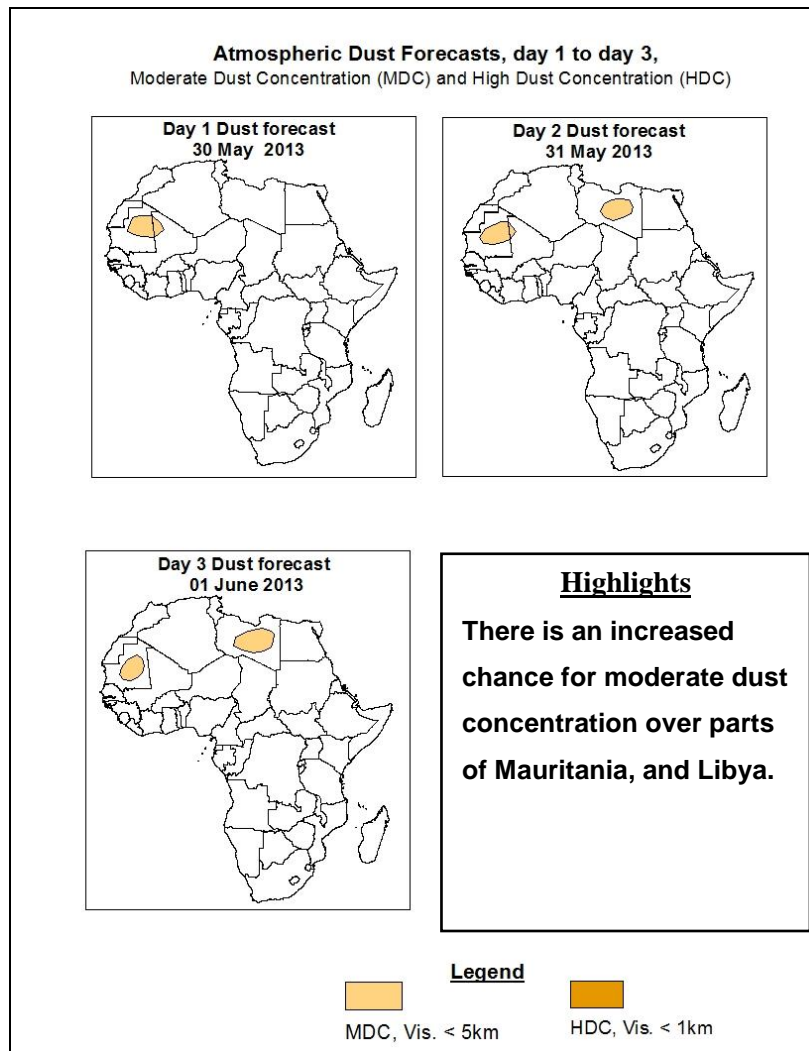 Atmospheric Dust Forecasts, day 1 to day 3,
Moderate Dust Concentration (MDC) and High Dust Concentration (HDC)
Day 1 Dust forecast
30 May 2013
Day 2 Dust forecast
31 May 2013
Day 3 Dust forecast
01 June 2013
Highlights
There is an increased
chance for moderate dust
concentration over parts
of Mauritania, and Libya.
Legend
MDC, Vis. < 5km
HDC, Vis. < 1km